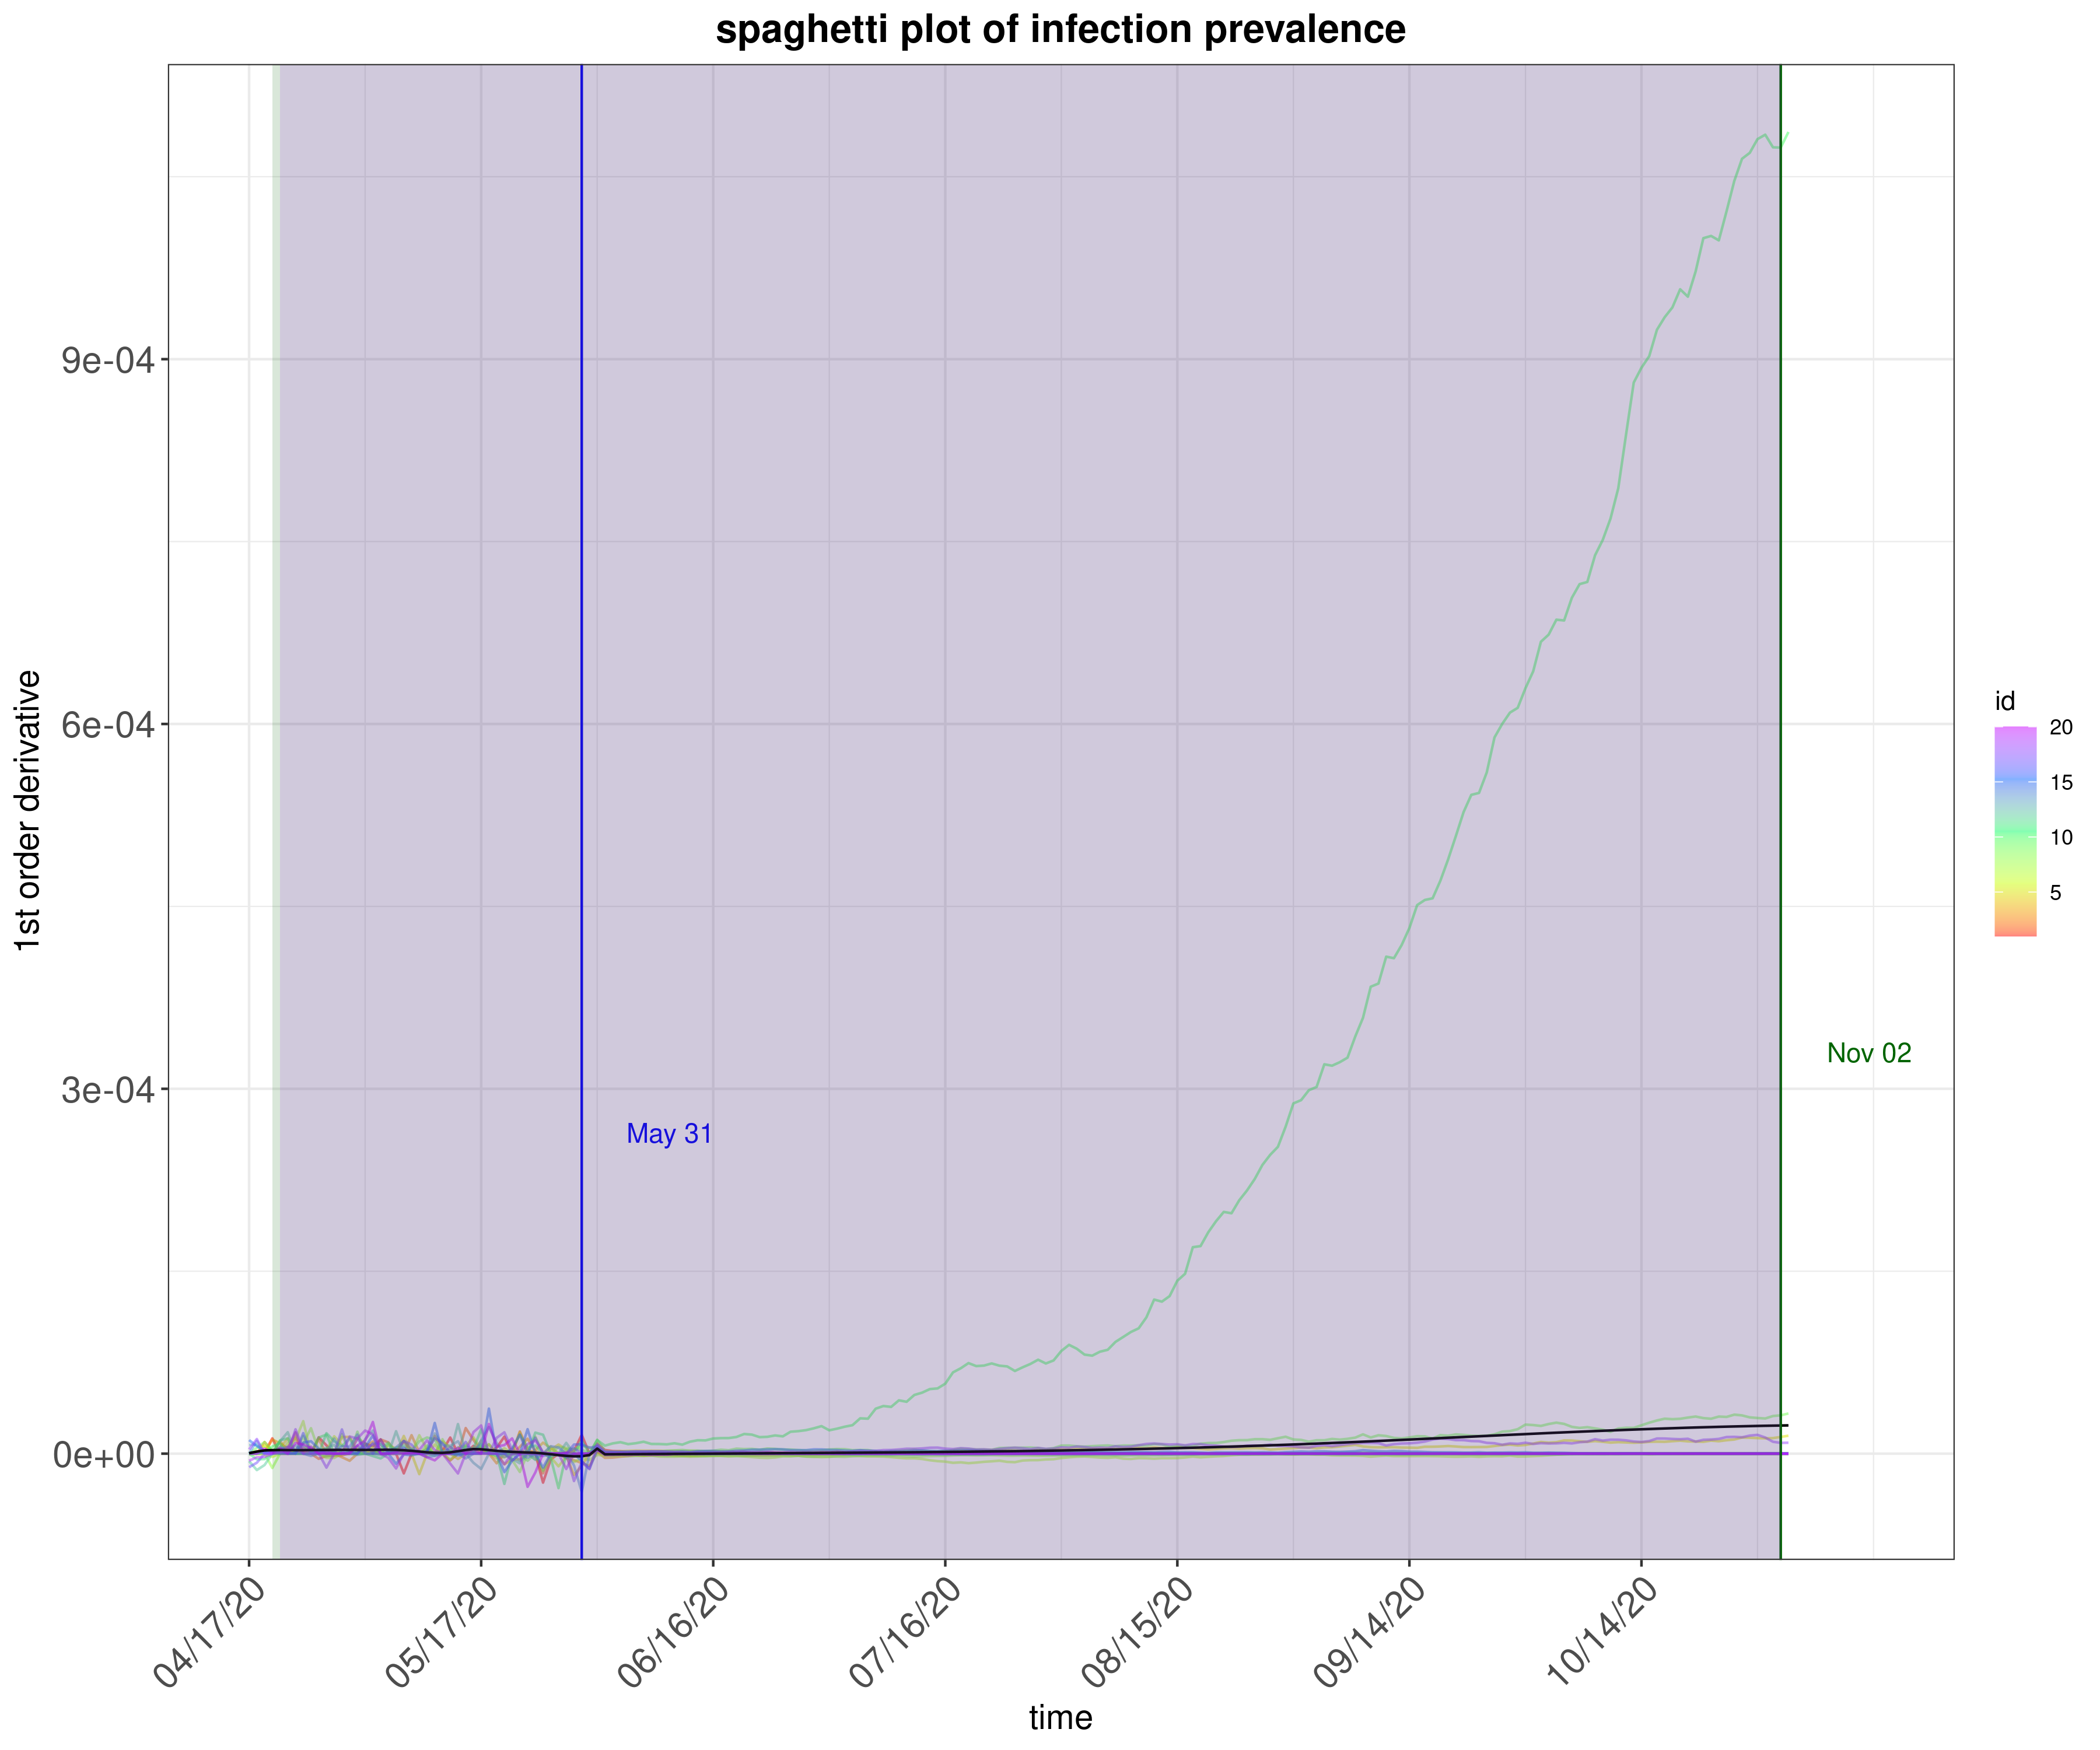 spaghetti plot of infection prevalence
1st order derivative
9e-04
6e-04
3e-04
0e+00
May 31
Nov 02
id
20
15
10
5
04/17/20
05/17/20
06/16/20
07/16/20
08/15/20
09/14/20
10/14/20
time